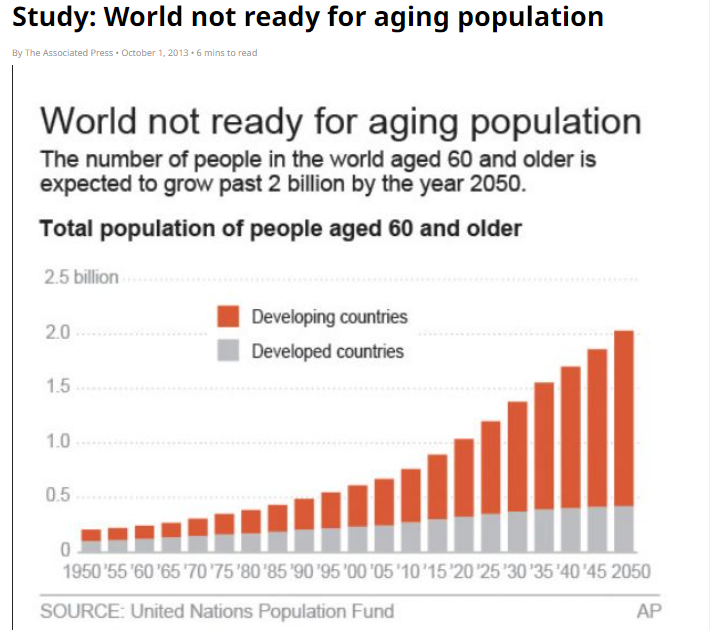 Study: World not ready for aging population
By The Associated Press • October 1, 2013 • 6 mins to read
World not ready for aging population
The number of people in the world aged 60 and older is
expected to grow past 2 billion by the year 2050.
Total population of people aged 60 and older
2.5 billion
Developing countries
2.0
Developed countries
1.5
1.0
0.5
0
1950 '55 '60 '65 '70 '75 '80 '85 '90 '95 '00 '05 '10 '15 '20 '25 '30 '35 '40 '45 2050
SOURCE: United Nations Population Fund AP